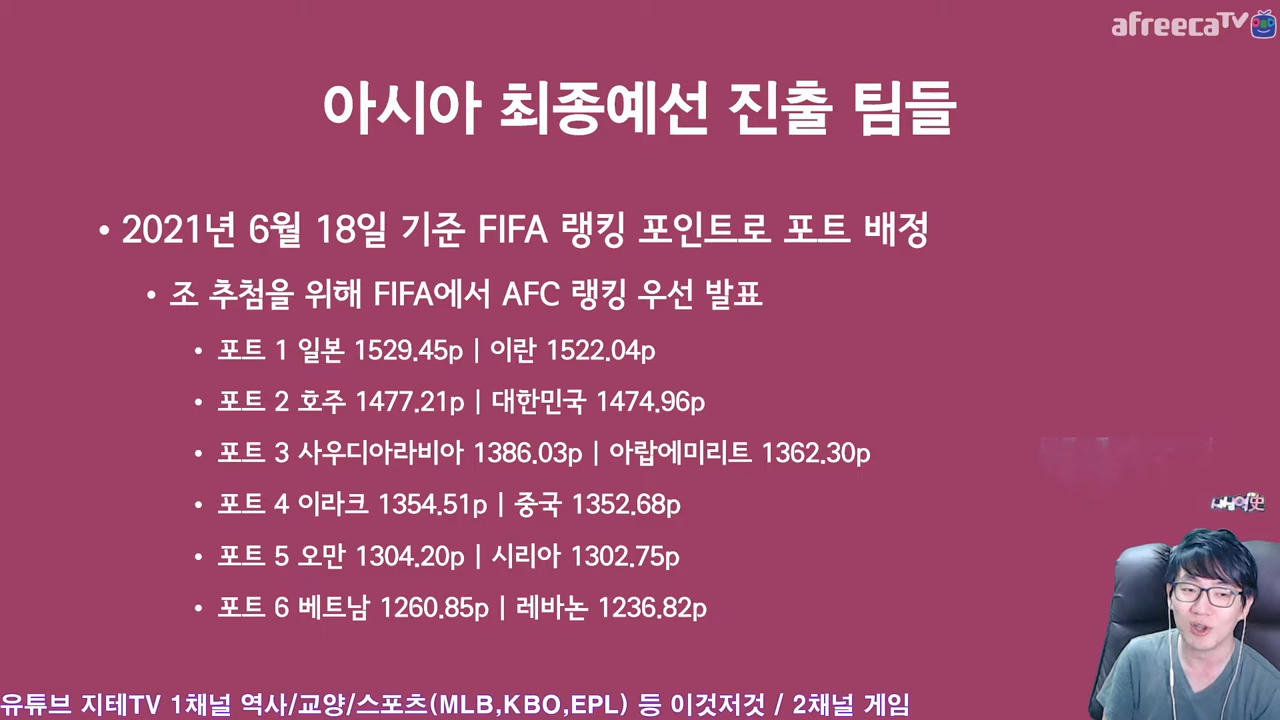 afreecaTV
아시아 최종예선 진출 팀들
• 2021년 6월 18일 기준 FIFA 랭킹 포인트로 포트 배정
• 조 추첨을 위해 FIFA에서 AFC 랭킹 우선 발표
• 포트 1 일본 1529.45p | 이란 1522.04p
• 포트 2 호주 1477.21p | 대한민국 1474.96p
• 포트 3 사우디아라비아 1386.03p | 아랍에미리트 1362.30p
• 포트 4 이라크 1354.51p | 중국 1352.68p
• 포트 5 오만 1304.20p | 시리아 1302.75p
• 포트 6 베트남 1260.85p | 레바논 1236.82p
유튜브 지테TV 1채널 역사/교양/스포츠(MLB,KBO,EPL) 등 이것저것 / 2채널 게임